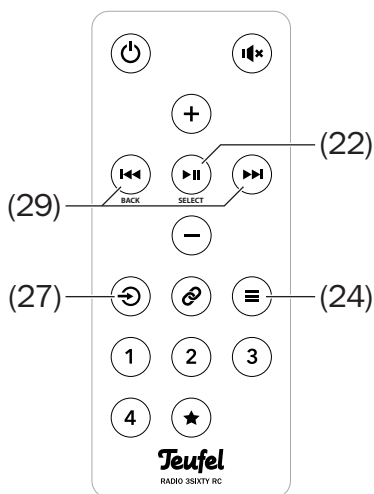 +
(22)
(29)
BACK
SELECT
−
(27)
(24)
1
2
3
4
Teufel
RADIO 3SIXTY RC